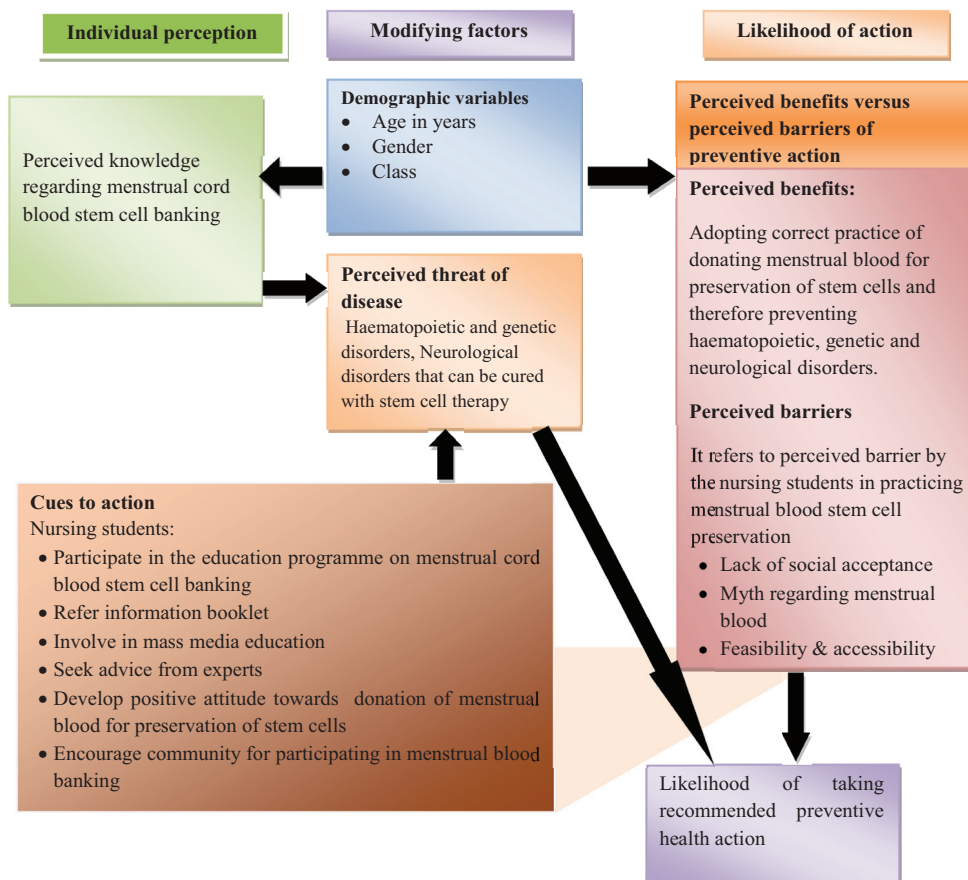 Individual perception
Modifying factors
Likelihood of action
Perceived knowledge
regarding menstrual cord
blood stem cell banking
Demographic variables
• Age in years
• Gender
• Class
Perceived threat of
disease
Haematopoietic and genetic
disorders, Neurological
disorders that can be cured
with stem cell therapy
Perceived benefits versus
perceived barriers of
preventive action
Perceived benefits:
Adopting correct practice of
donating menstrual blood for
preservation of stem cells and
therefore preventing
haematopoietic, genetic and
neurological disorders.
Perceived barriers
It refers to perceived barrier by
the nursing students in practicing
menstrual blood stem cell
preservation
• Lack of social acceptance
• Myth regarding menstrual
blood
• Feasibility & accessibility
Cues to action
Nursing students:
• Participate in the education programme on menstrual cord
blood stem cell banking
• Refer information booklet
• Involve in mass media education
• Seek advice from experts
• Develop positive attitude towards donation of menstrual
blood for preservation of stem cells
• Encourage community for participating in menstrual blood
banking
Likelihood of taking
recommended preventive
health action